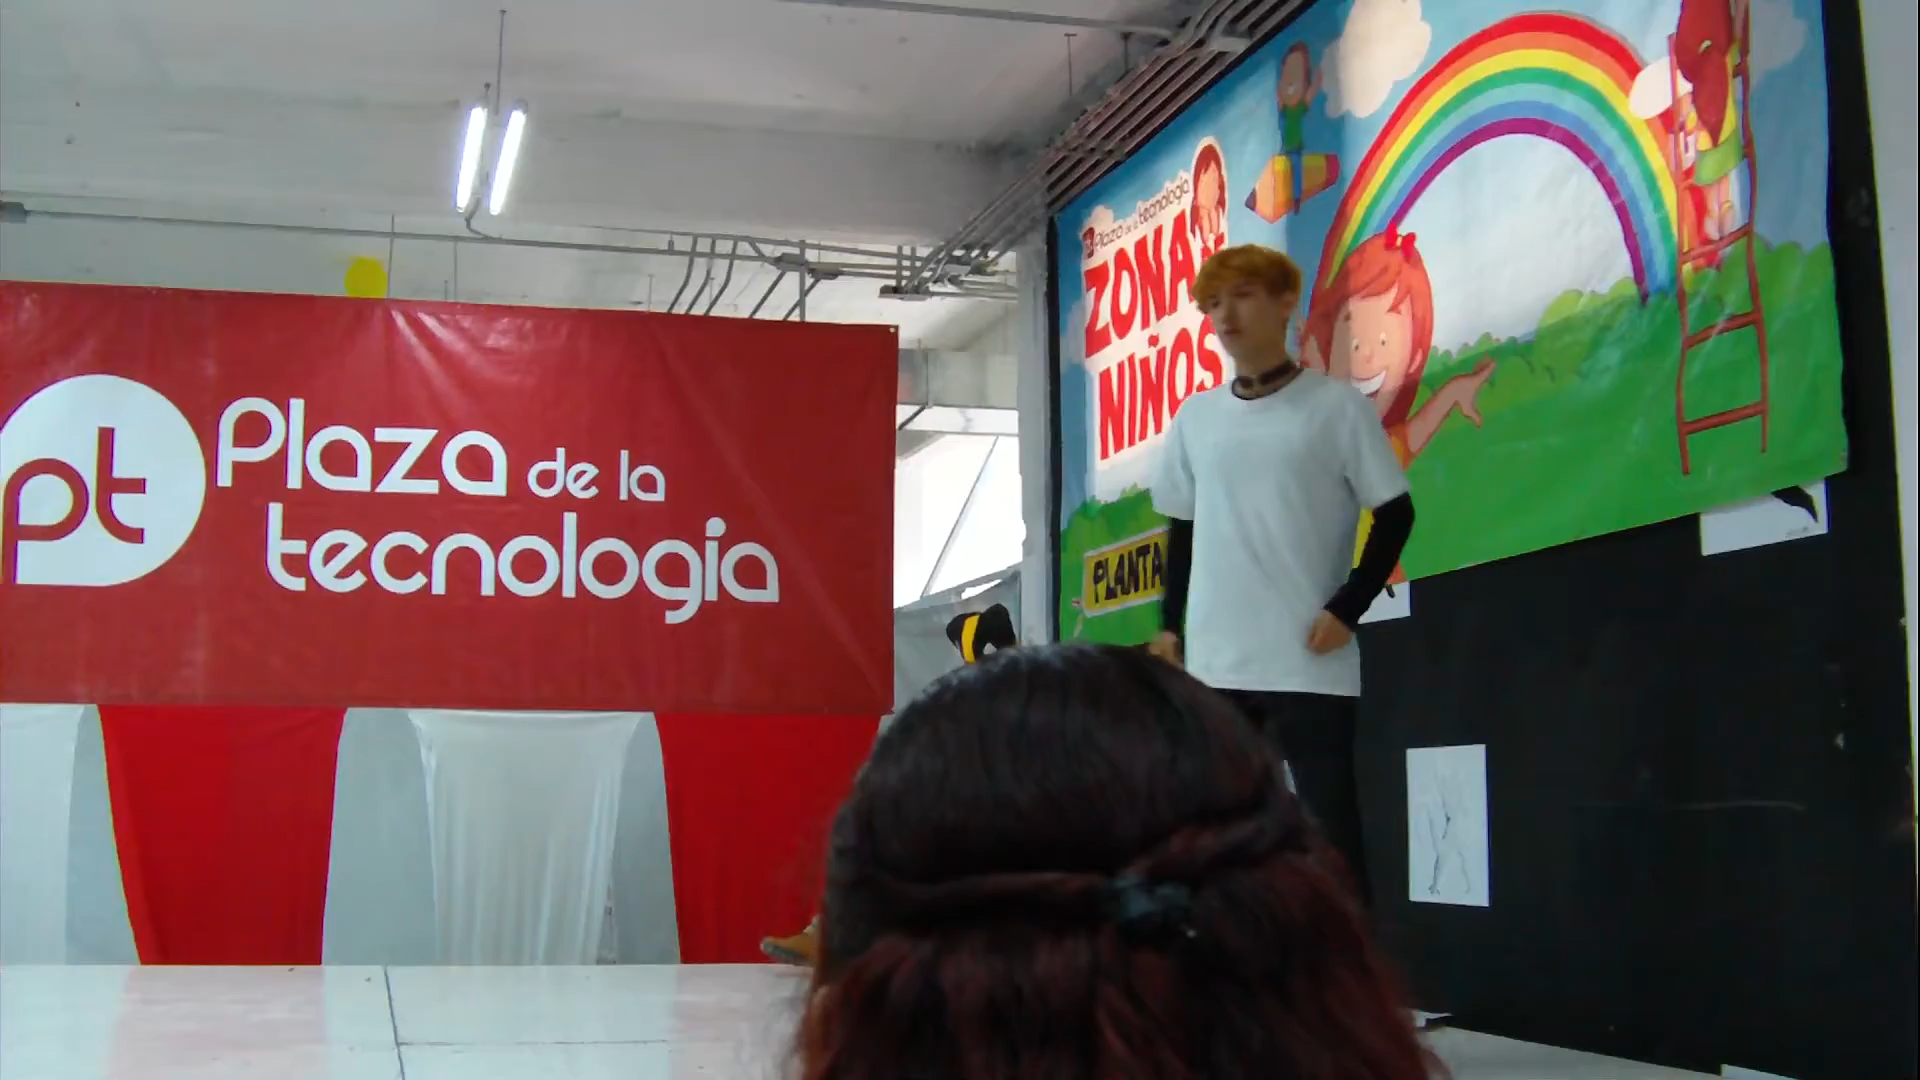 pt
Plaza de la
tecnologia
Plaza de la tecnologia
ZONA
NIÑOS
PLANTA